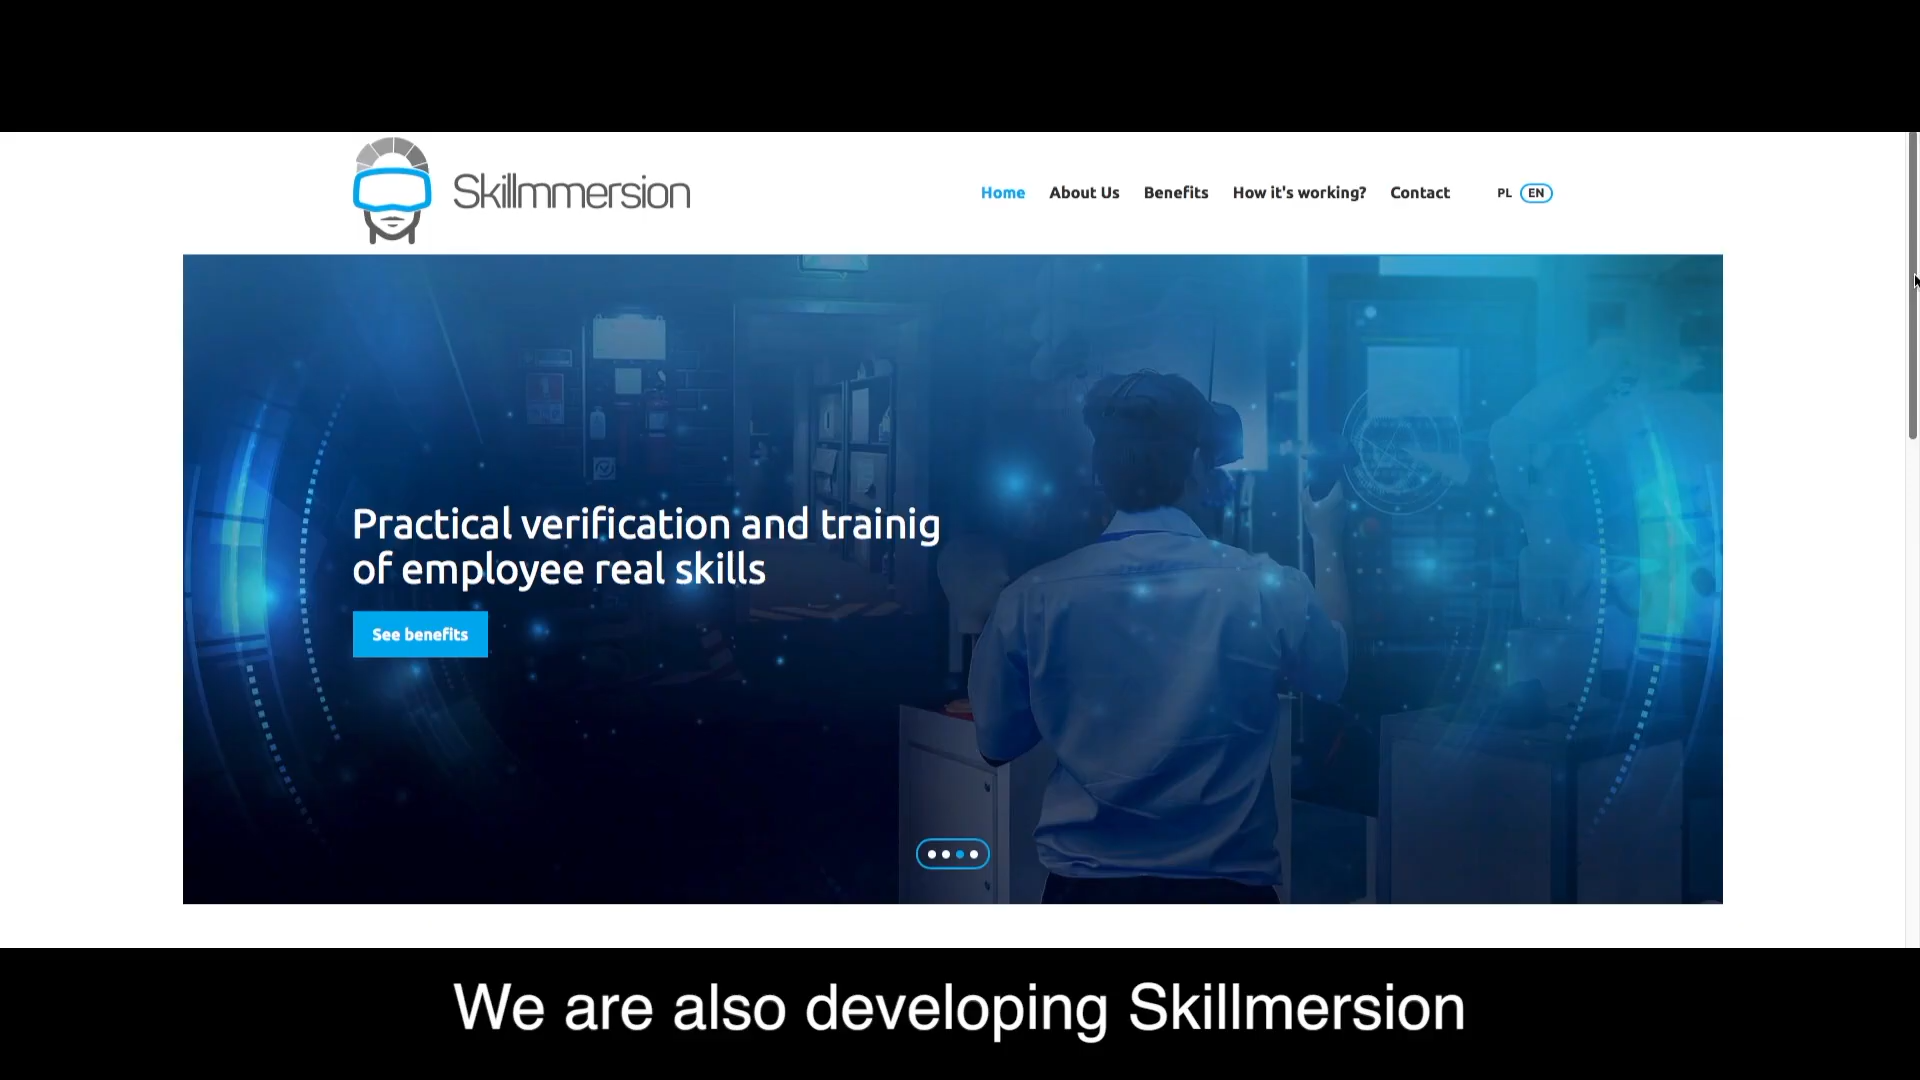 Skillmmersion
Home About Us Benefits How it's working? Contact PL EN
Practical verification and trainig
of employee real skills
See benefits
We are also developing Skillmersion